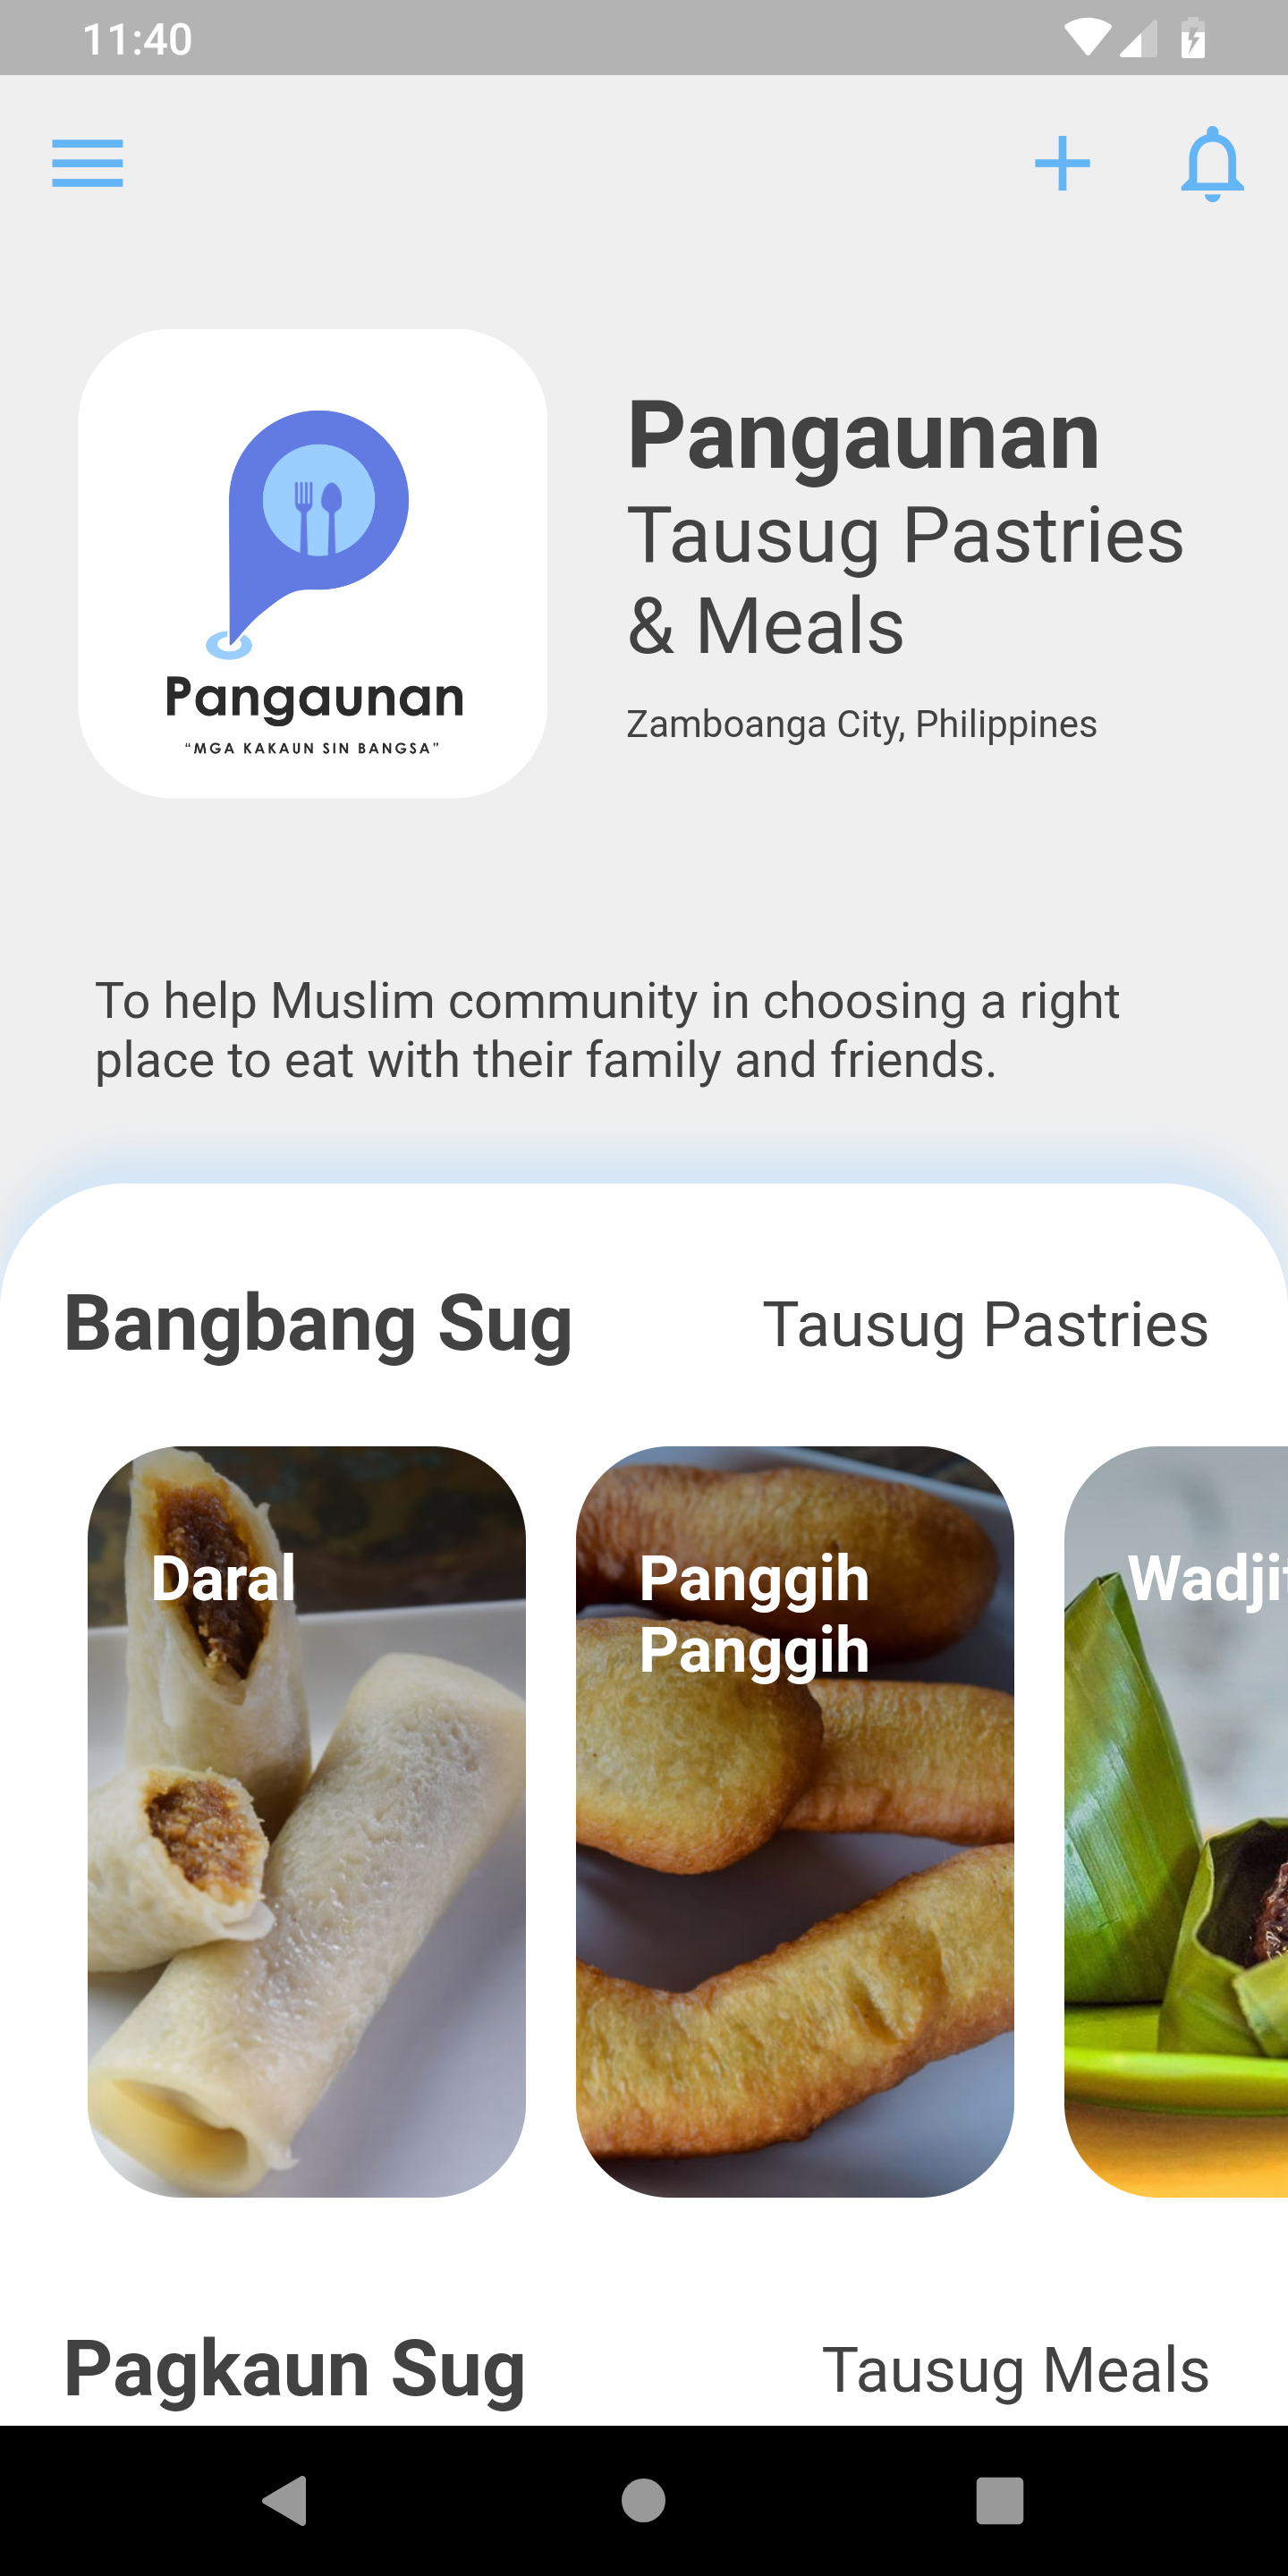 11:40
Pangaunan
“MGA KAKAUN SIN BANGSA”
Pangaunan
Tausug Pastries
& Meals
Zamboanga City, Philippines
To help Muslim community in choosing a right
place to eat with their family and friends.
Bangbang Sug
Tausug Pastries
Daral
Panggih
Panggih
Pagkaun Sug
Tausug Meals